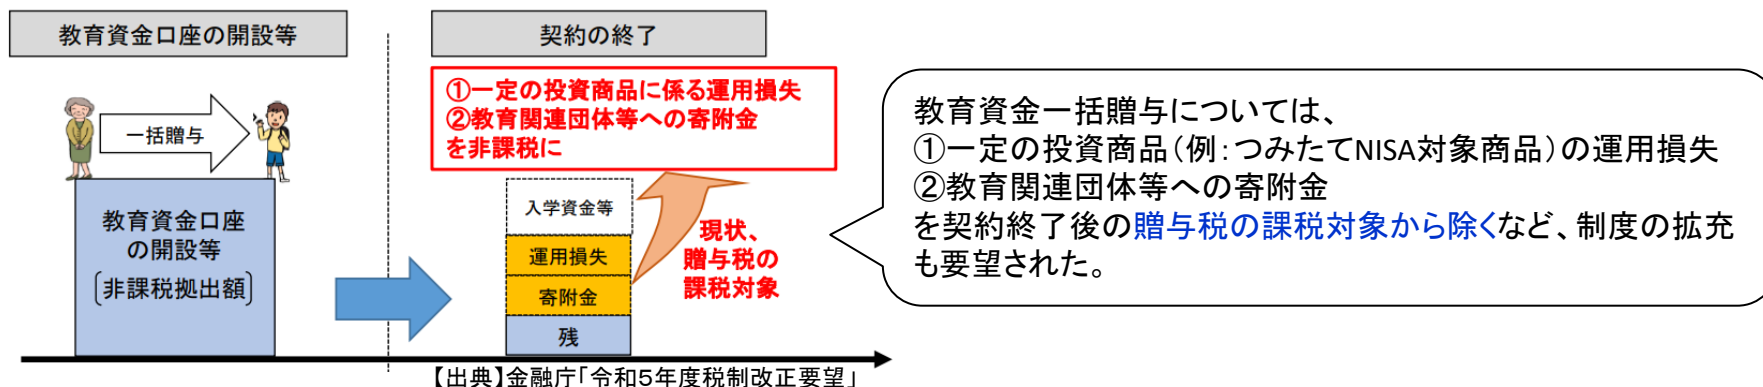 教育資金口座の開設等
一括贈与
教育資金口座
の開設等
〔非課税拠出額〕
契約の終了
①一定の投資商品に係る運用損失
②教育関連団体等への寄附金
を非課税に
入学資金等
運用損失
寄附金
残
現状、
贈与税の
課税対象
教育資金一括贈与については、
①一定の投資商品（例：つみたてNISA対象商品）の運用損失
②教育関連団体等への寄附金
を契約終了後の贈与税の課税対象から除くなど、制度の拡充
も要望された。
【出典】金融庁「令和5年度税制改正要望」